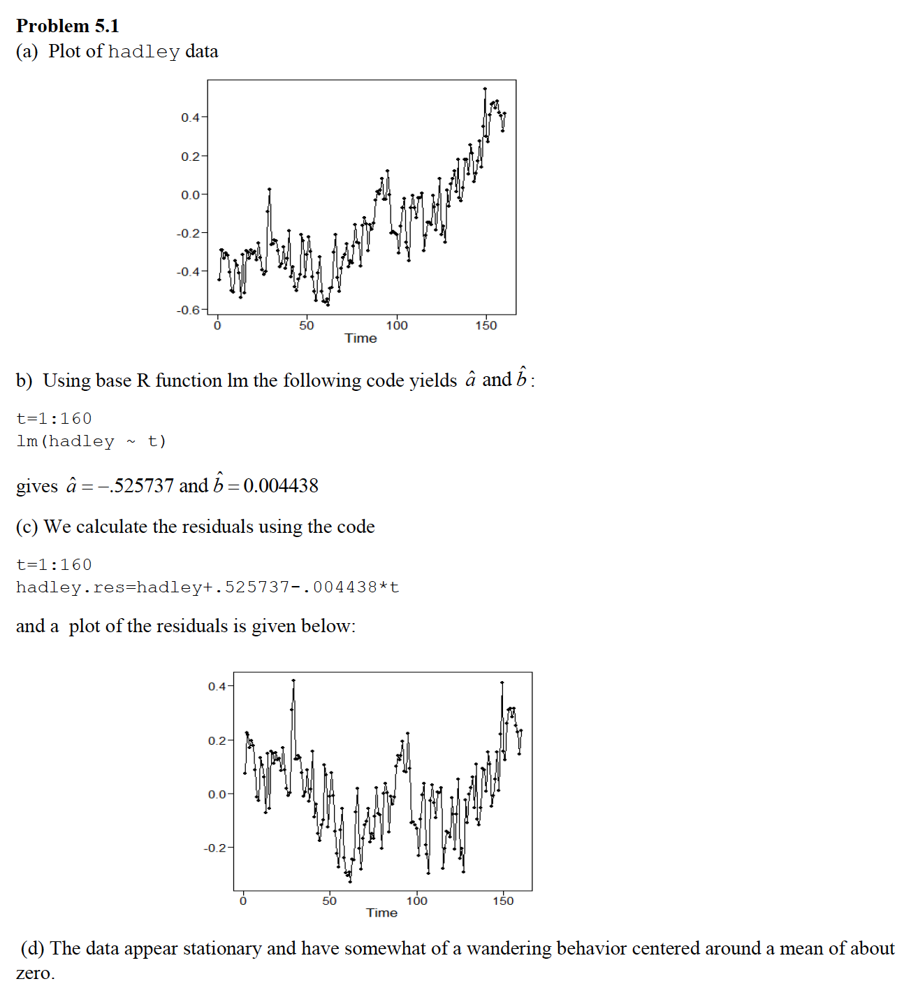 Problem 5.1
(a) Plot of hadley data
0.4
0.2
0.0
-0.2
-0.4
-0.6
0 50 100 150
Time
b) Using base R function lm the following code yields â and b̂ :
t=1:160
lm(hadley ~ t)
gives â = −.525737 and b̂ = 0.004438
(c) We calculate the residuals using the code
t=1:160
hadley.res=hadley+.525737-.004438*t
and a plot of the residuals is given below:
0.4
0.2
0.0
-0.2
0 50 100 150
Time
(d) The data appear stationary and have somewhat of a wandering behavior centered around a mean of about
zero.